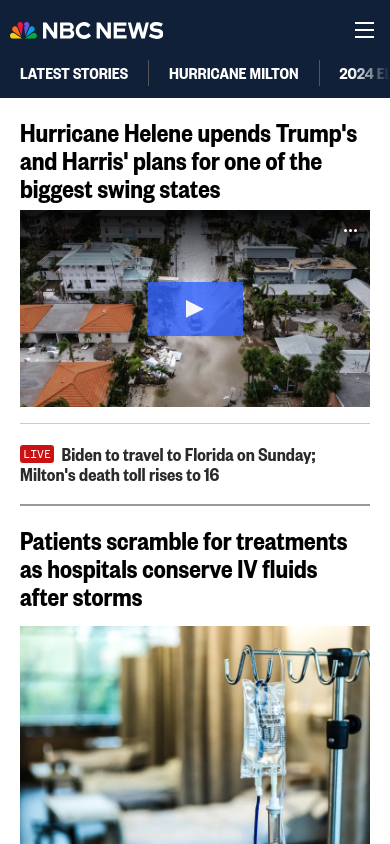 NBC NEWS
LATEST STORIES
HURRICANE MILTON
2024
Hurricane Helene upends Trump's
and Harris' plans for one of the
biggest swing states
LIVE Biden to travel to Florida on Sunday;
Milton's death toll rises to 16
Patients scramble for treatments
as hospitals conserve IV fluids
after storms